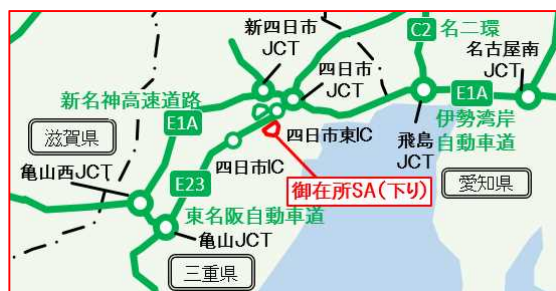 新四日市
JCT
C2
名二環
名古屋南
JCT
四日市
JCT
新名神高速道路
E1A
E1A
伊勢湾岸
自動車道
四日市東IC
飛島
JCT
滋賀県
四日市IC
亀山西JCT
御在所SA(下り)
愛知県
E23
東名阪自動車道
亀山JCT
三重県